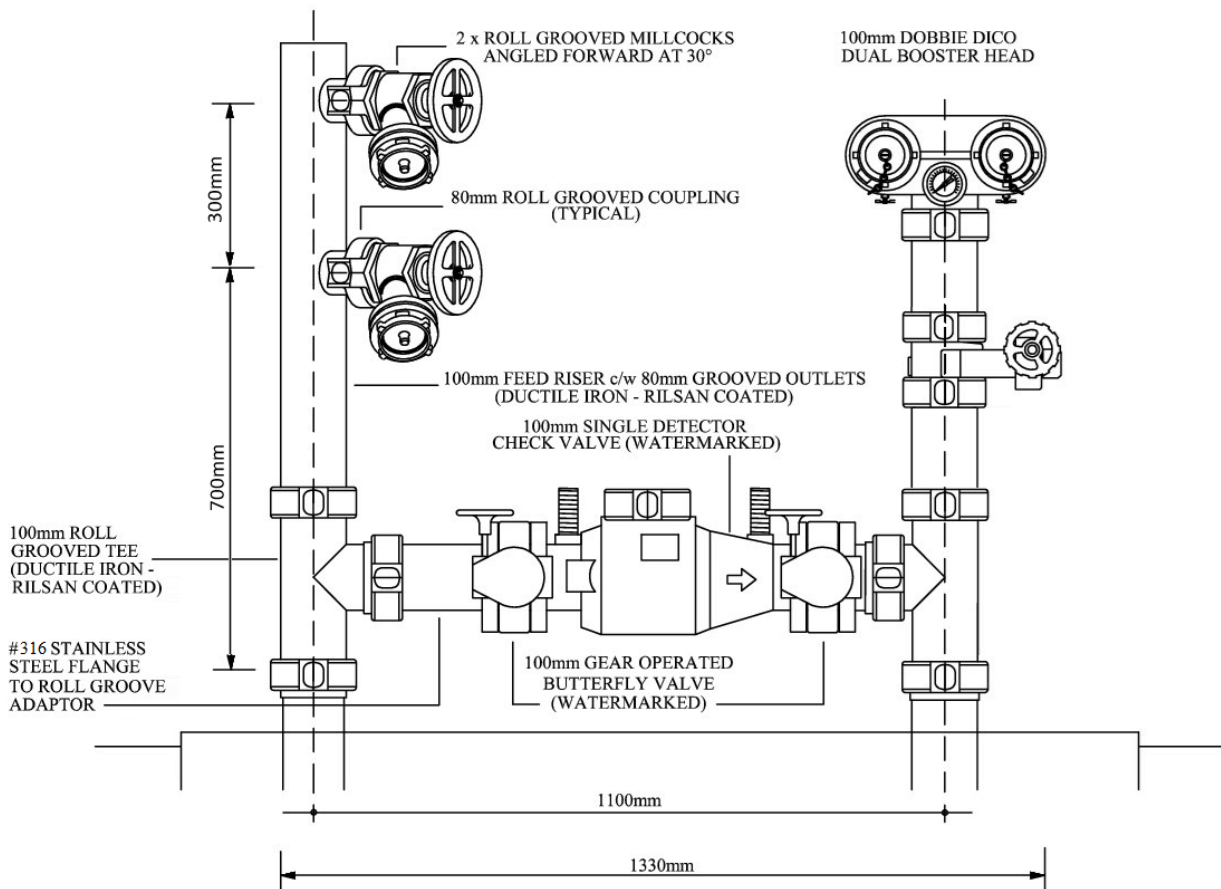 2 x ROLL GROOVED MILLCOCKS
ANGLED FORWARD AT 30°
100mm DOBBIE DICO
DUAL BOOSTER HEAD
300mm
80mm ROLL GROOVED COUPLING
(TYPICAL)
100mm FEED RISER c/w 80mm GROOVED OUTLETS
(DUCTILE IRON - RILSAN COATED)
100mm SINGLE DETECTOR
CHECK VALVE (WATERMARKED)
700mm
100mm ROLL
GROOVED TEE
(DUCTILE IRON -
RILSAN COATED)
#316 STAINLESS
STEEL FLANGE
TO ROLL GROOVE
ADAPTOR
100mm GEAR OPERATED
BUTTERFLY VALVE
(WATERMARKED)
1100mm
1330mm